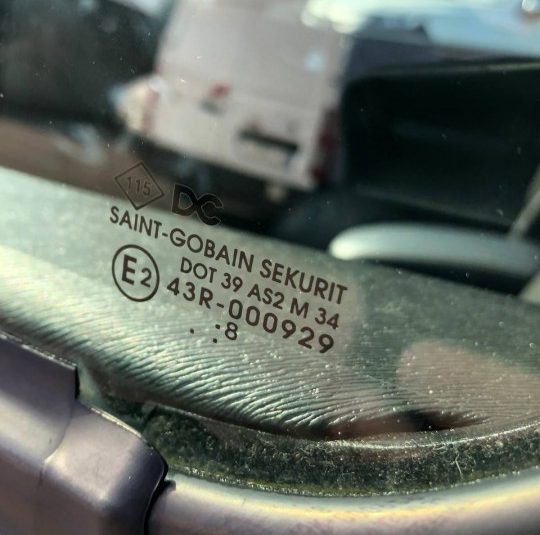 115 DC
SAINT-GOBAIN SEKURIT
DOT 39 AS2 M 34
E2 43R-000929
. .:8